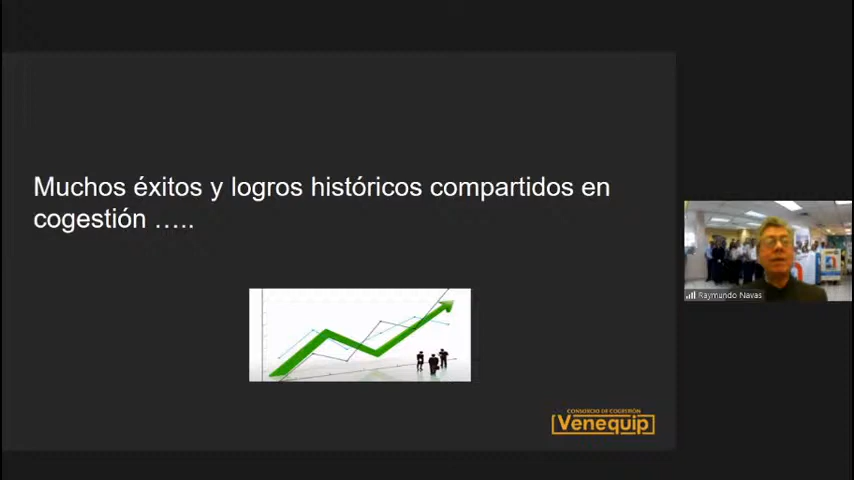 Muchos éxitos y logros históricos compartidos en
cogestión …..
CONSORCIO DE COGESTIÓN
Venequip
Raymundo Navas